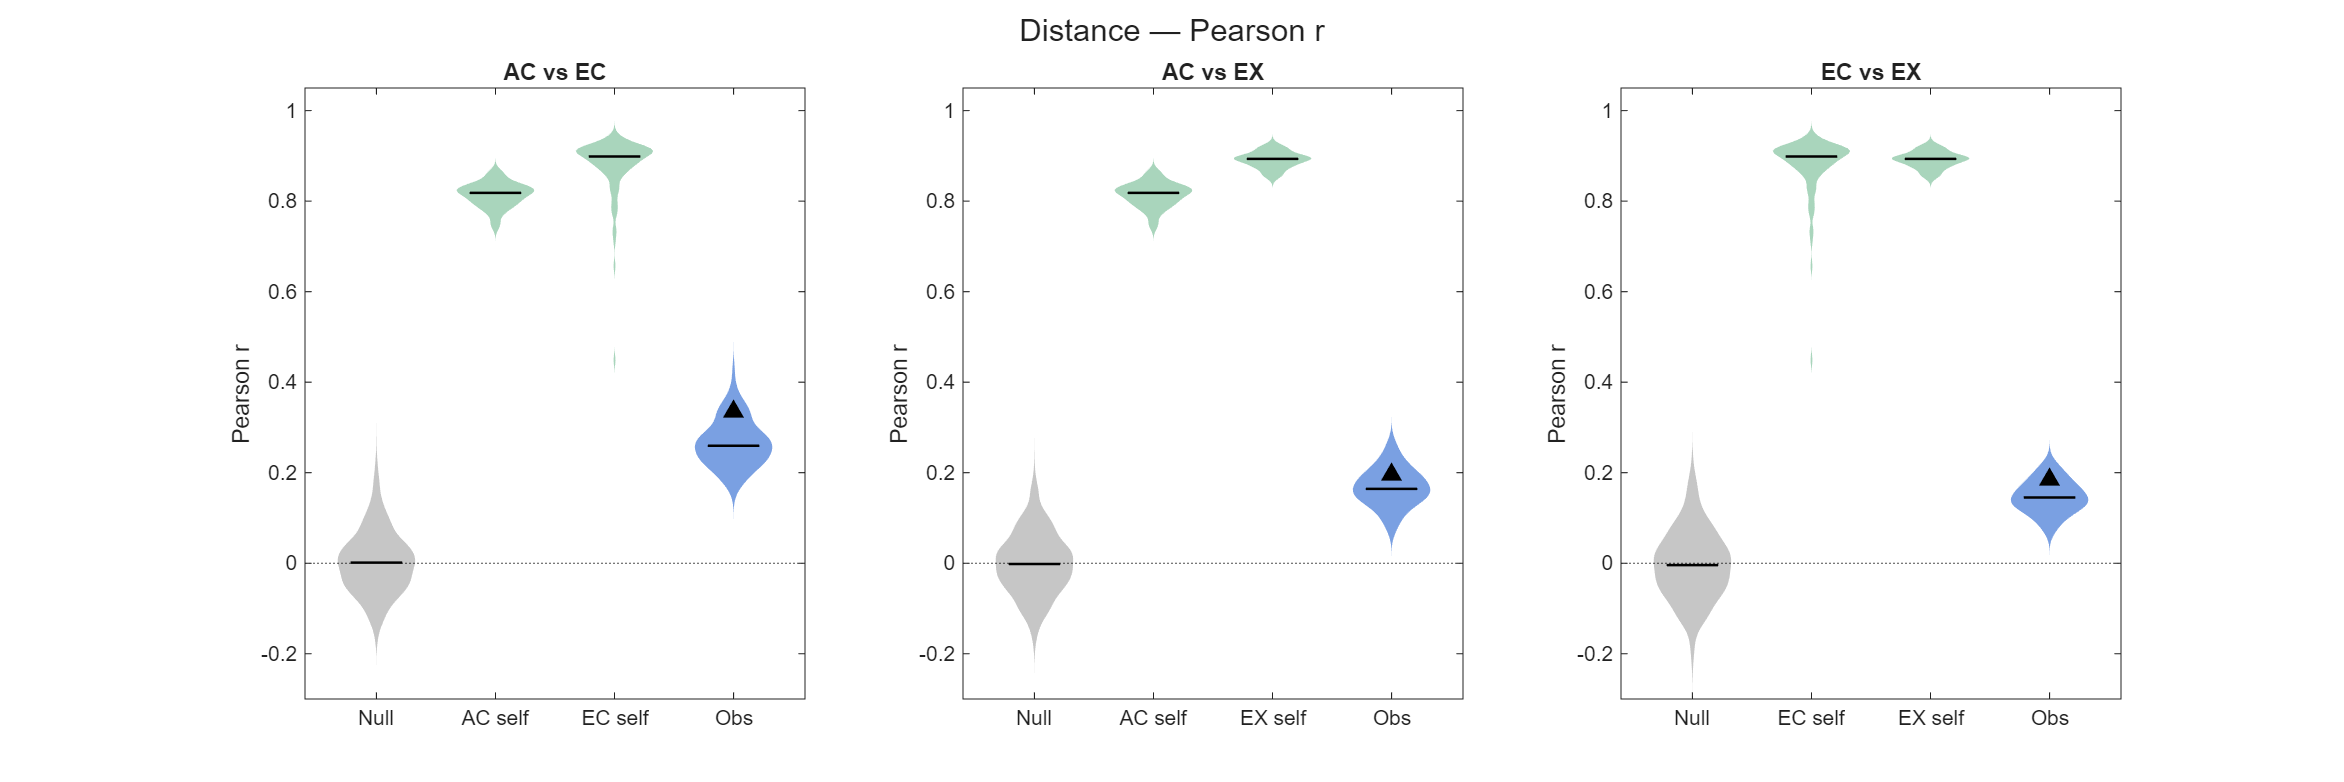 Distance — Pearson r
AC vs EC
Pearson r
1
0.8
0.6
0.4
0.2
0
-0.2
Null
AC self
EC self
Obs
AC vs EX
Pearson r
1
0.8
0.6
0.4
0.2
0
-0.2
Null
AC self
EX self
Obs
EC vs EX
Pearson r
1
0.8
0.6
0.4
0.2
0
-0.2
Null
EC self
EX self
Obs